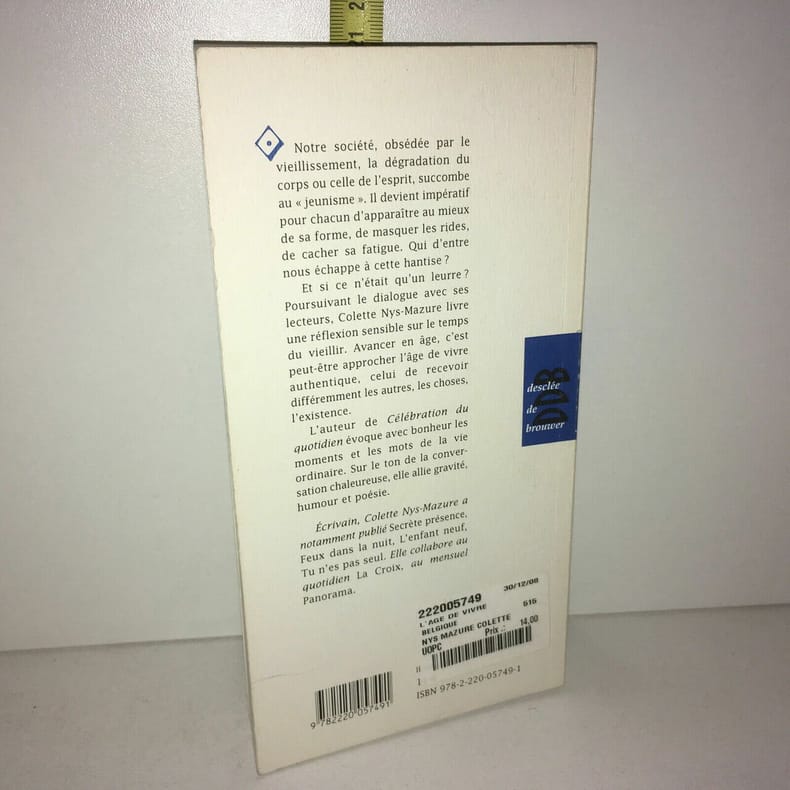 21
2
Notre société, obsédée par le
vieillissement, la dégradation du
corps ou celle de l'esprit, succombe
au « jeunisme ». Il devient impératif
pour chacun d'apparaître au mieux
de sa forme, de masquer les rides,
de cacher sa fatigue. Qui d'entre
nous échappe à cette hantise ?
Et si ce n'était qu'un leurre ?
Poursuivant le dialogue avec ses
lecteurs, Colette Nys-Mazure livre
une réflexion sensible sur le temps
du vieillir. Avancer en âge, c'est
peut-être approcher l'âge de vivre
authentique, celui de recevoir
différemment les autres, les choses,
l'existence.
L'auteur de Célébration du
quotidien évoque avec bonheur les
moments et les mots de la vie
ordinaire. Sur le ton de la conver-
sation chaleureuse, elle allie gravité,
humour et poésie.
Écrivain, Colette Nys-Mazure a
notamment publié Secrète présence,
Feux dans la nuit, L'enfant neuf,
Tu n'es pas seul. Elle collabore au
quotidien La Croix, au mensuel
Panorama.
DDB
desclée
de
brouwer
222005749 30/12/08
L'AGE DE VIVRE 515
BELGIQUE
NYS MAZURE COLETTE
UOPC Prix : 14,00
ISBN 978-2-220-05749-1
9 782220 057491